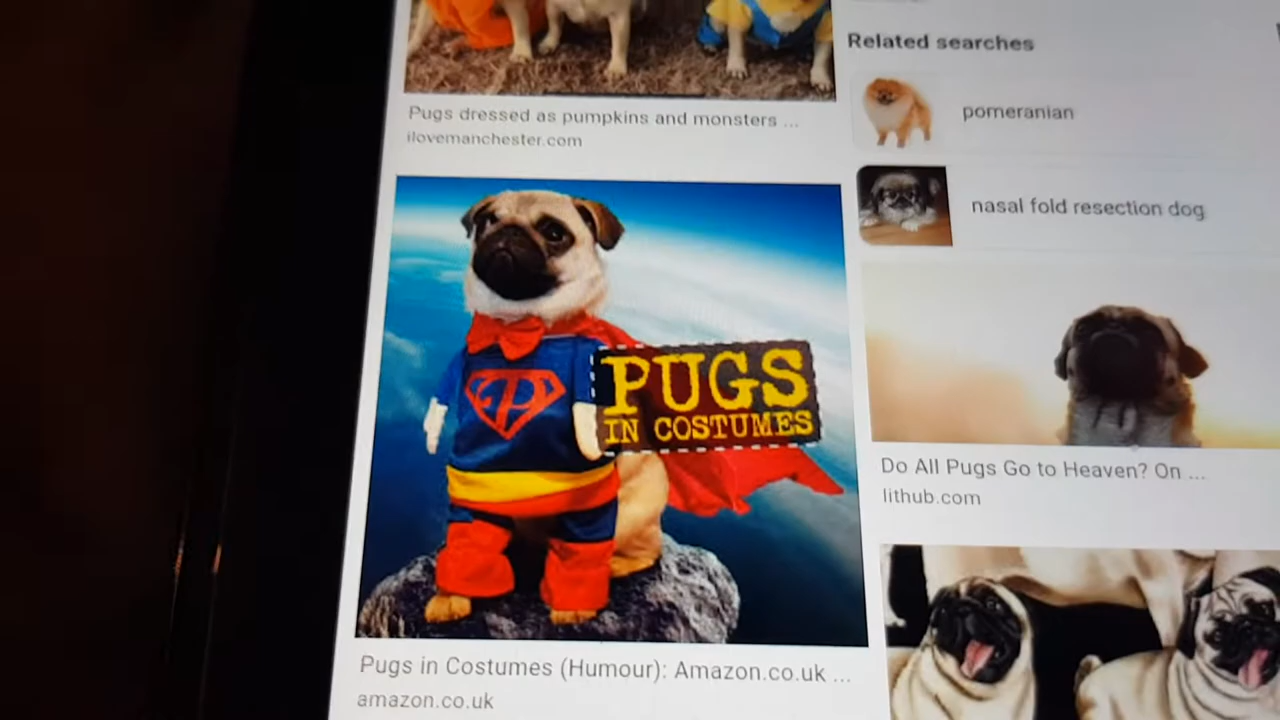 Pugs dressed as pumpkins and monsters ...
ilovemanchester.com
P
PUGS
IN COSTUMES
Pugs in Costumes (Humour): Amazon.co.uk ...
amazon.co.uk
Related searches
pomeranian
nasal fold resection dog
Do All Pugs Go to Heaven? On ...
lithub.com